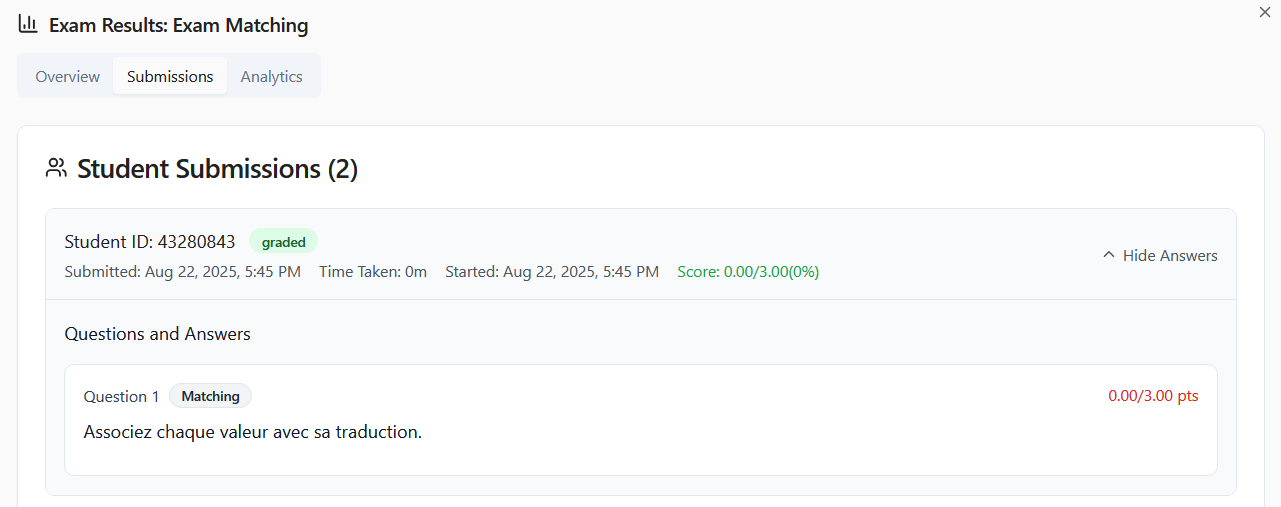 Exam Results: Exam Matching
Overview Submissions Analytics
Student Submissions (2)
Student ID: 43280843 graded
Submitted: Aug 22, 2025, 5:45 PM Time Taken: 0m Started: Aug 22, 2025, 5:45 PM Score: 0.00/3.00(0%)
Hide Answers
Questions and Answers
Question 1 Matching 0.00/3.00 pts
Associez chaque valeur avec sa traduction.